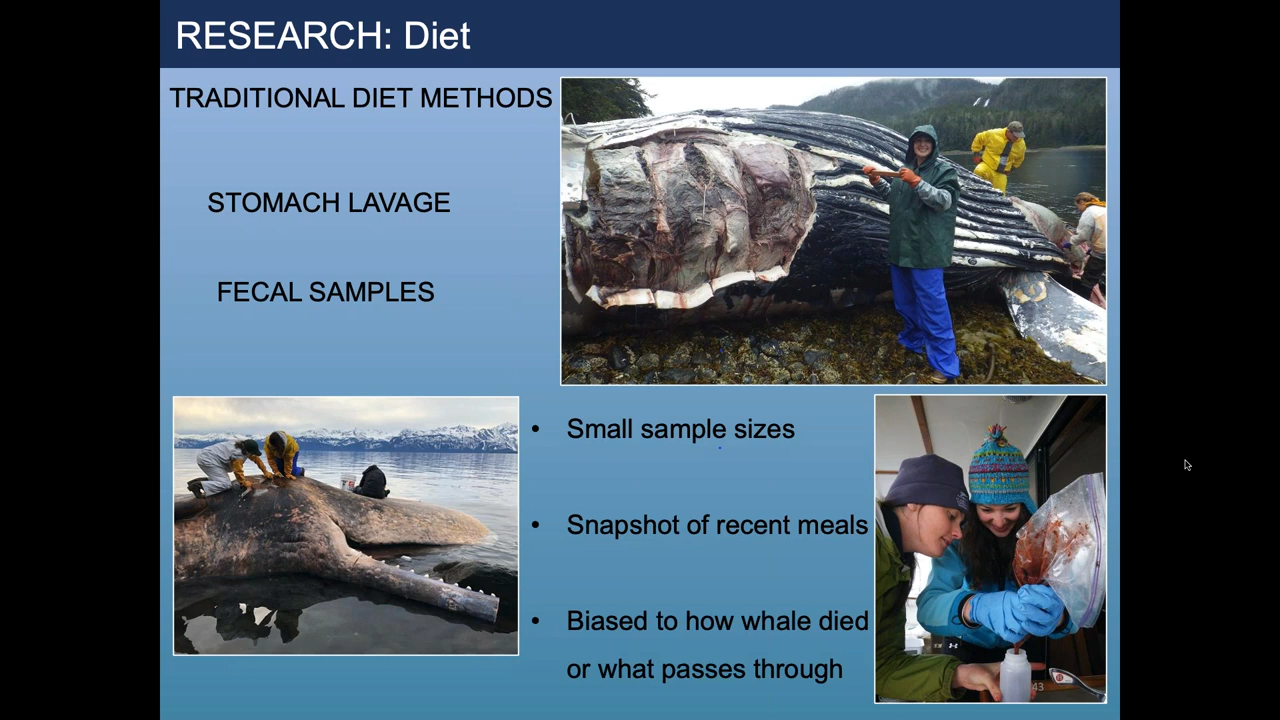 RESEARCH: Diet
TRADITIONAL DIET METHODS
STOMACH LAVAGE
FECAL SAMPLES
• Small sample sizes
• Snapshot of recent meals
• Biased to how whale died
or what passes through
43